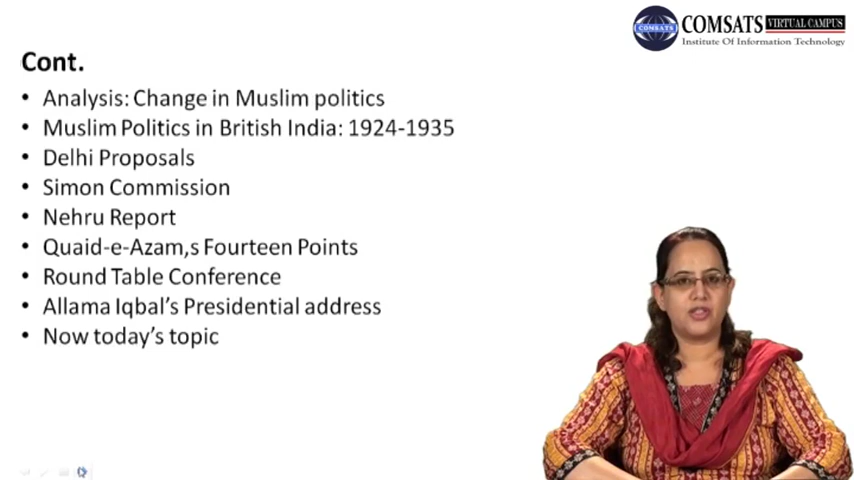 COMSATS VIRTUAL CAMPUS
COMSATS
Institute Of Information Technology
Cont.
• Analysis: Change in Muslim politics
• Muslim Politics in British India: 1924-1935
• Delhi Proposals
• Simon Commission
• Nehru Report
• Quaid-e-Azam,s Fourteen Points
• Round Table Conference
• Allama Iqbal's Presidential address
• Now today's topic